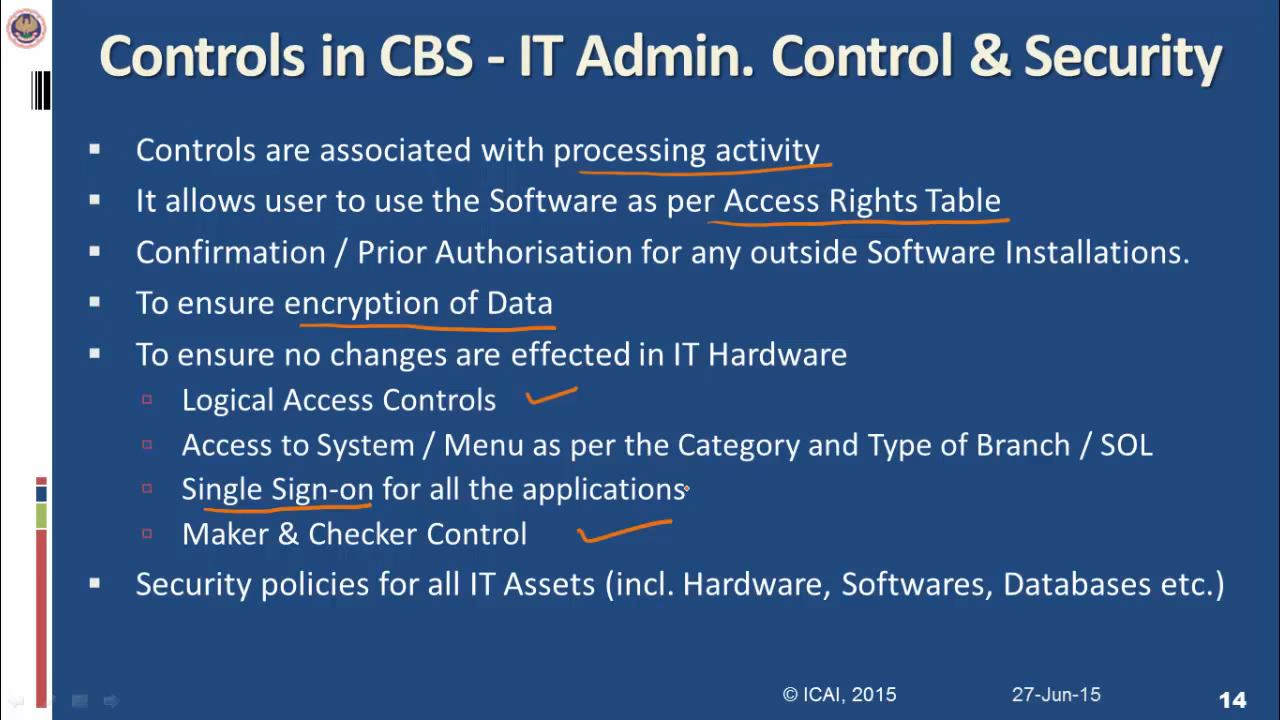 Controls in CBS - IT Admin. Control & Security
▪ Controls are associated with processing activity
▪ It allows user to use the Software as per Access Rights Table
▪ Confirmation / Prior Authorisation for any outside Software Installations.
▪ To ensure encryption of Data
▪ To ensure no changes are effected in IT Hardware
▫ Logical Access Controls
▫ Access to System / Menu as per the Category and Type of Branch / SOL
▫ Single Sign-on for all the applications
▫ Maker & Checker Control
▪ Security policies for all IT Assets (incl. Hardware, Softwares, Databases etc.)
© ICAI, 2015 27-Jun-15 14